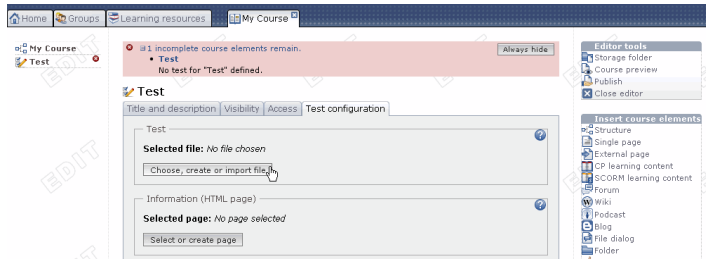 Home Groups Learning resources My Course
My Course
Test
1 incomplete course elements remain.
Always hide
• Test
No test for "Test" defined.
Test
Title and description Visibility Access Test configuration
Test
Selected file: No file chosen
Choose, create or import file
Information (HTML page)
Selected page: No page selected
Select or create page
Editor tools
Storage folder
Course preview
Publish
Close editor
Insert course elements
Structure
Single page
External page
CP learning content
SCORM learning content
Forum
Wiki
Podcast
Blog
File dialog
Folder
EDIT
EDIT
EDIT